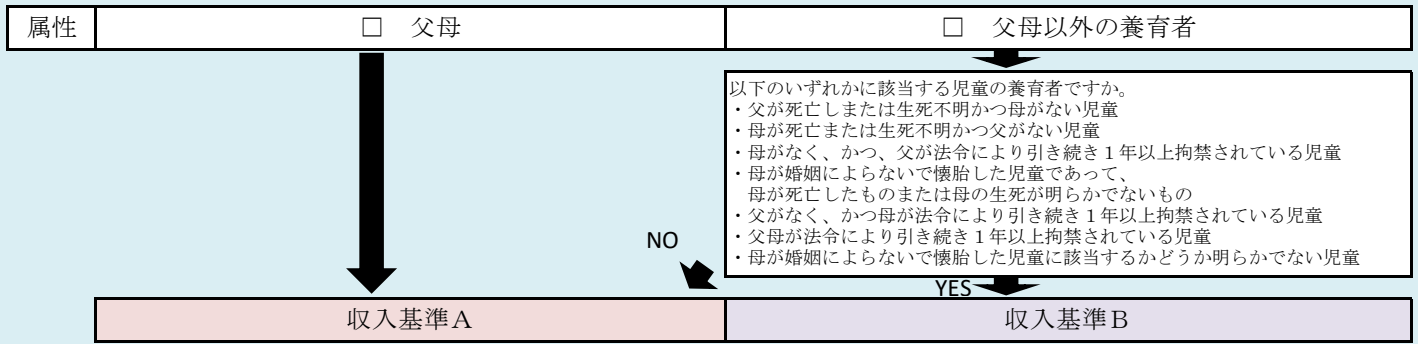 属性
□ 父母
□ 父母以外の養育者
以下のいずれかに該当する児童の養育者ですか。
・父が死亡しまたは生死不明かつ母がない児童
・母が死亡または生死不明かつ父がない児童
・母がなく、かつ、父が法令により引き続き１年以上拘禁されている児童
・母が婚姻によらないで懐胎した児童であって、
母が死亡したものまたは母の生死が明らかでないもの
・父がなく、かつ母が法令により引き続き１年以上拘禁されている児童
・父母が法令により引き続き１年以上拘禁されている児童
・母が婚姻によらないで懐胎した児童に該当するかどうか明らかでない児童
NO
YES
収入基準Ａ
収入基準Ｂ